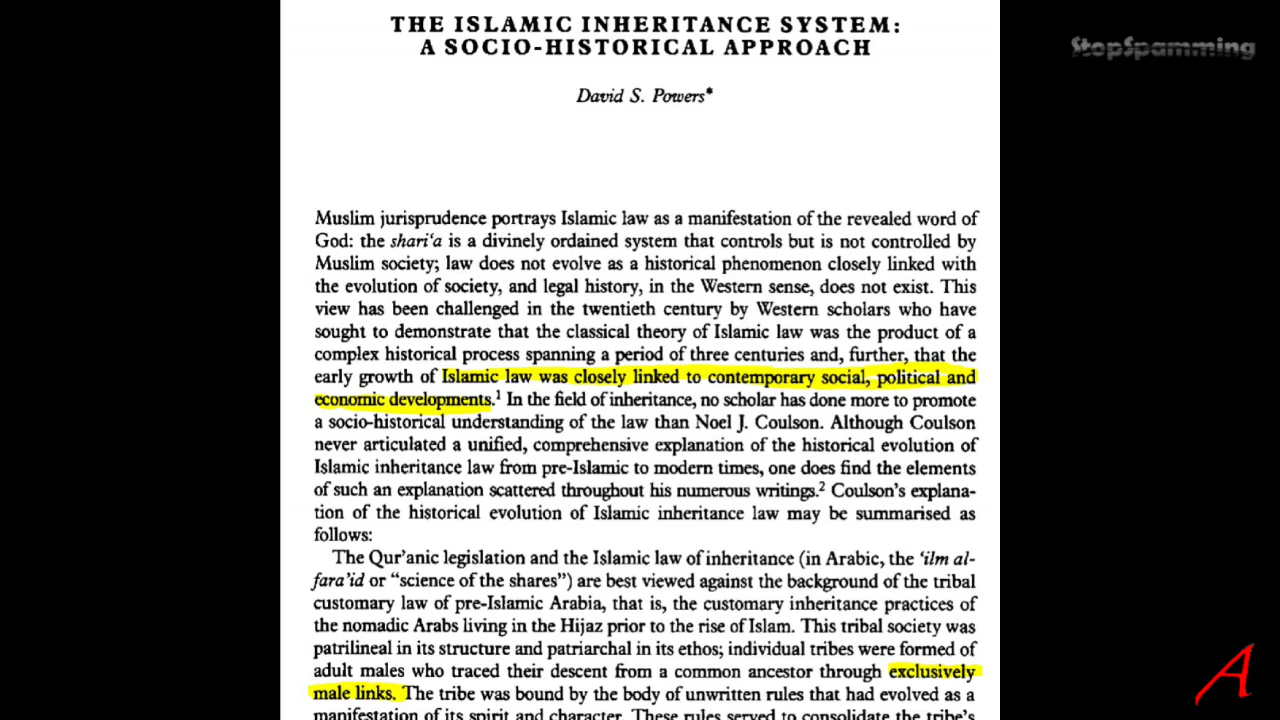 THE ISLAMIC INHERITANCE SYSTEM:
A SOCIO-HISTORICAL APPROACH
StopSpamming
David S. Powers*
Muslim jurisprudence portrays Islamic law as a manifestation of the revealed word of
God: the shari‘a is a divinely ordained system that controls but is not controlled by
Muslim society; law does not evolve as a historical phenomenon closely linked with
the evolution of society, and legal history, in the Western sense, does not exist. This
view has been challenged in the twentieth century by Western scholars who have
sought to demonstrate that the classical theory of Islamic law was the product of a
complex historical process spanning a period of three centuries and, further, that the
early growth of Islamic law was closely linked to contemporary social, political and
economic developments.¹ In the field of inheritance, no scholar has done more to promote
a socio-historical understanding of the law than Noel J. Coulson. Although Coulson
never articulated a unified, comprehensive explanation of the historical evolution of
Islamic inheritance law from pre-Islamic to modern times, one does find the elements
of such an explanation scattered throughout his numerous writings.² Coulson's explana-
tion of the historical evolution of Islamic inheritance law may be summarised as
follows:
The Qur'anic legislation and the Islamic law of inheritance (in Arabic, the ‘ilm al-
fara'id or “science of the shares”) are best viewed against the background of the tribal
customary law of pre-Islamic Arabia, that is, the customary inheritance practices of
the nomadic Arabs living in the Hijaz prior to the rise of Islam. This tribal society was
patrilineal in its structure and patriarchal in its ethos; individual tribes were formed of
adult males who traced their descent from a common ancestor through exclusively
male links. The tribe was bound by the body of unwritten rules that had evolved as a
manifestation of its spirit and character. These rules served to consolidate the tribe's
A